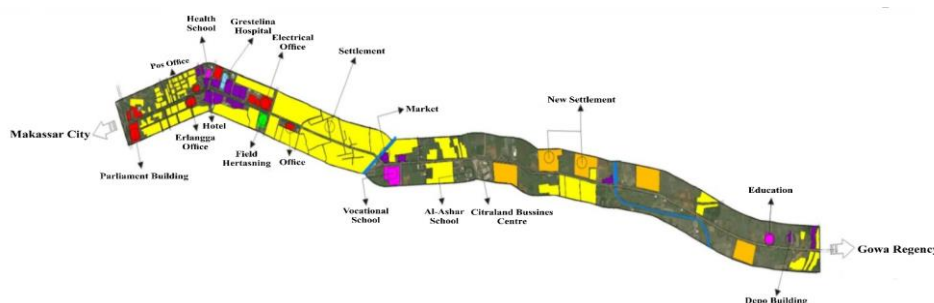 Health
School
Grestelina
Hospital
Electrical
Office
Settlement
Pos Office
Market
New Settlement
Makassar City
Hotel
Erlangga
Office
Field
Hertasning
Office
Parliament Building
Vocational
School
Al-Ashar
School
Citraland Bussines
Centre
Education
Gowa Regency
Depo Building